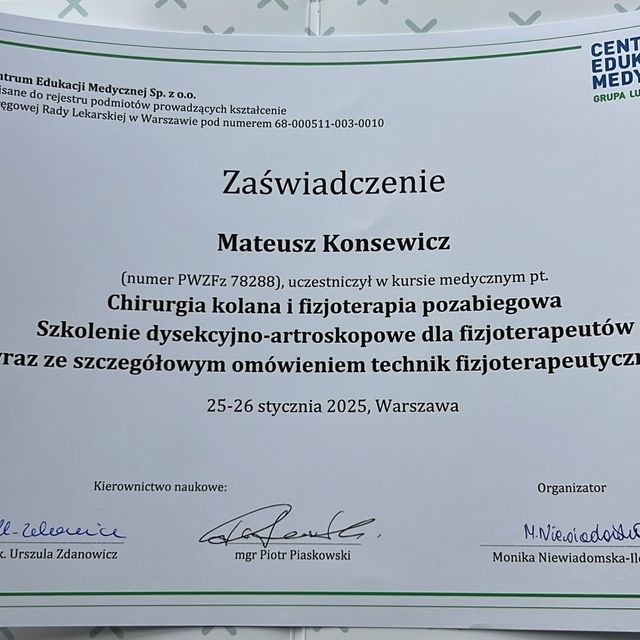 ntrum Edukacji Medycznej Sp. z o.o.
isane do rejestru podmiotów prowadzących kształcenie
ęgowej Rady Lekarskiej w Warszawie pod numerem 68-000511-003-0010
CENT
EDUK
MEDY
GRUPA LU
Zaświadczenie
Mateusz Konsewicz
(numer PWZFz 78288), uczestniczył w kursie medycznym pt.
Chirurgia kolana i fizjoterapia pozabiegowa
Szkolenie dysekcyjno-artroskopowe dla fizjoterapeutów
raz ze szczegółowym omówieniem technik fizjoterapeutyczn
25-26 stycznia 2025, Warszawa
Kierownictwo naukowe:
Organizator
k. Urszula Zdanowicz
mgr Piotr Piaskowski
Monika Niewiadomska-Il